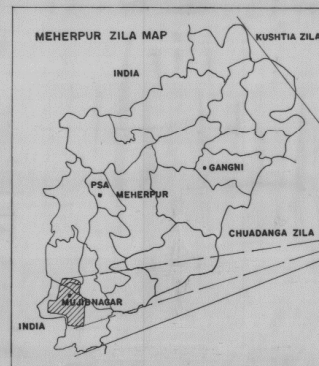 MEHERPUR ZILA MAP
KUSHTIA ZILA
INDIA
GANGNI
PSA
MEHERPUR
CHUADANGA ZILA
MUJIBNAGAR
INDIA